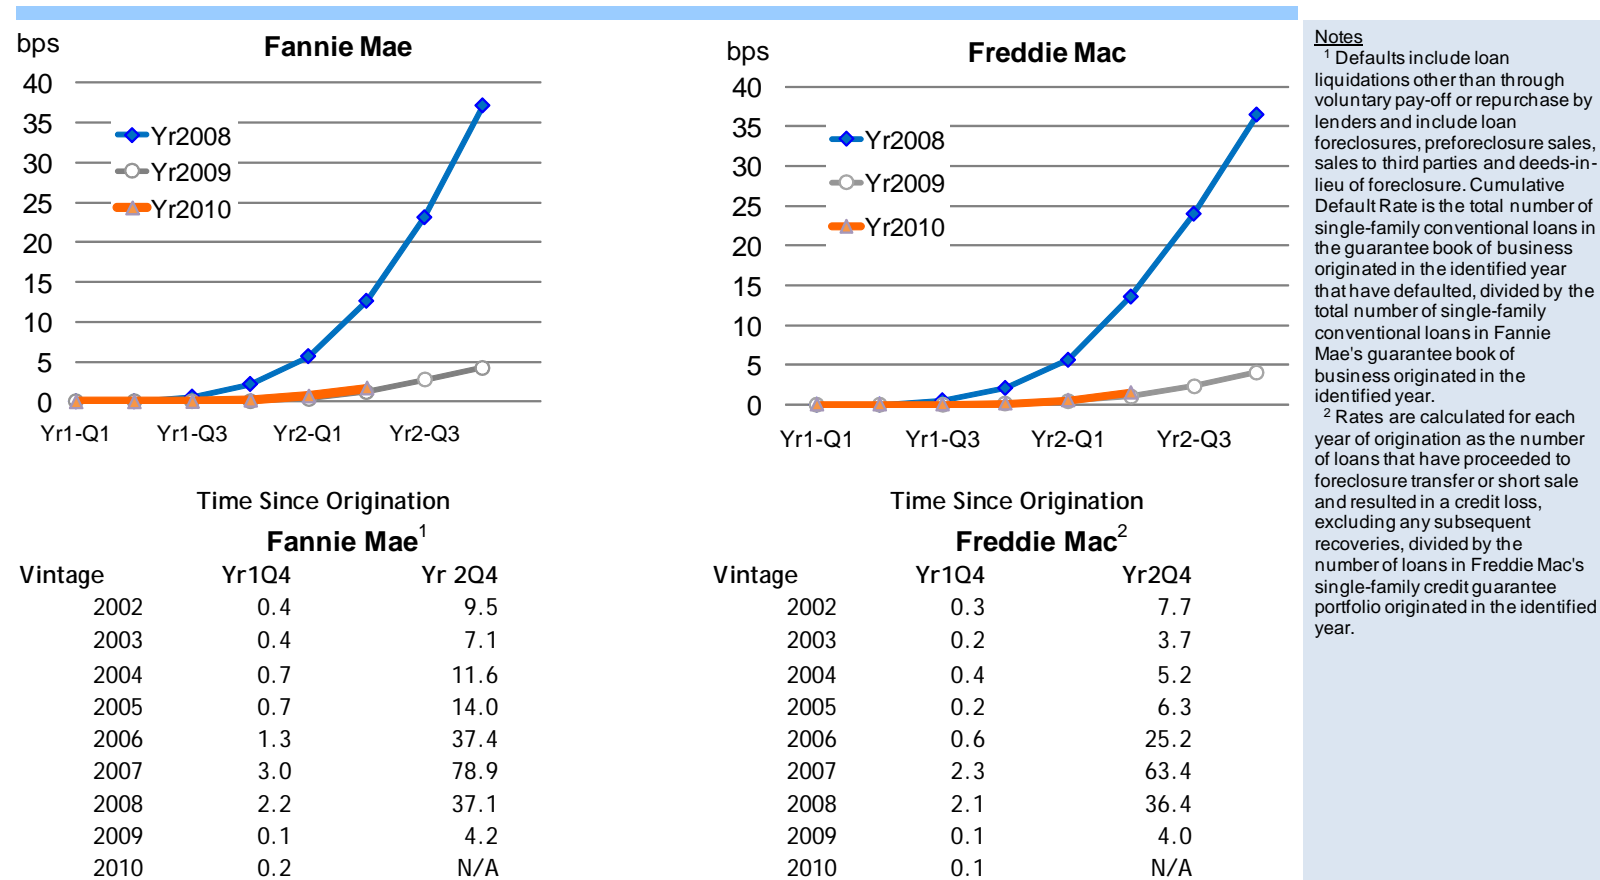 bps
Fannie Mae
40
35
30
25
20
15
10
5
0
Yr2008
Yr2009
Yr2010
Yr1-Q1 Yr1-Q3 Yr2-Q1 Yr2-Q3
Time Since Origination
bps
Freddie Mac
40
35
30
25
20
15
10
5
0
Yr2008
Yr2009
Yr2010
Yr1-Q1 Yr1-Q3 Yr2-Q1 Yr2-Q3
Time Since Origination
Fannie Mae¹
Vintage Yr1Q4 Yr 2Q4
2002 0.4 9.5
2003 0.4 7.1
2004 0.7 11.6
2005 0.7 14.0
2006 1.3 37.4
2007 3.0 78.9
2008 2.2 37.1
2009 0.1 4.2
2010 0.2 N/A
Freddie Mac²
Vintage Yr1Q4 Yr2Q4
2002 0.3 7.7
2003 0.2 3.7
2004 0.4 5.2
2005 0.2 6.3
2006 0.6 25.2
2007 2.3 63.4
2008 2.1 36.4
2009 0.1 4.0
2010 0.1 N/A
Notes
¹ Defaults include loan
liquidations other than through
voluntary pay-off or repurchase by
lenders and include loan
foreclosures, preforeclosure sales,
sales to third parties and deeds-in-
lieu of foreclosure. Cumulative
Default Rate is the total number of
single-family conventional loans in
the guarantee book of business
originated in the identified year
that have defaulted, divided by the
total number of single-family
conventional loans in Fannie
Mae's guarantee book of
business originated in the
identified year.
² Rates are calculated for each
year of origination as the number
of loans that have proceeded to
foreclosure transfer or short sale
and resulted in a credit loss,
excluding any subsequent
recoveries, divided by the
number of loans in Freddie Mac's
single-family credit guarantee
portfolio originated in the identified
year.